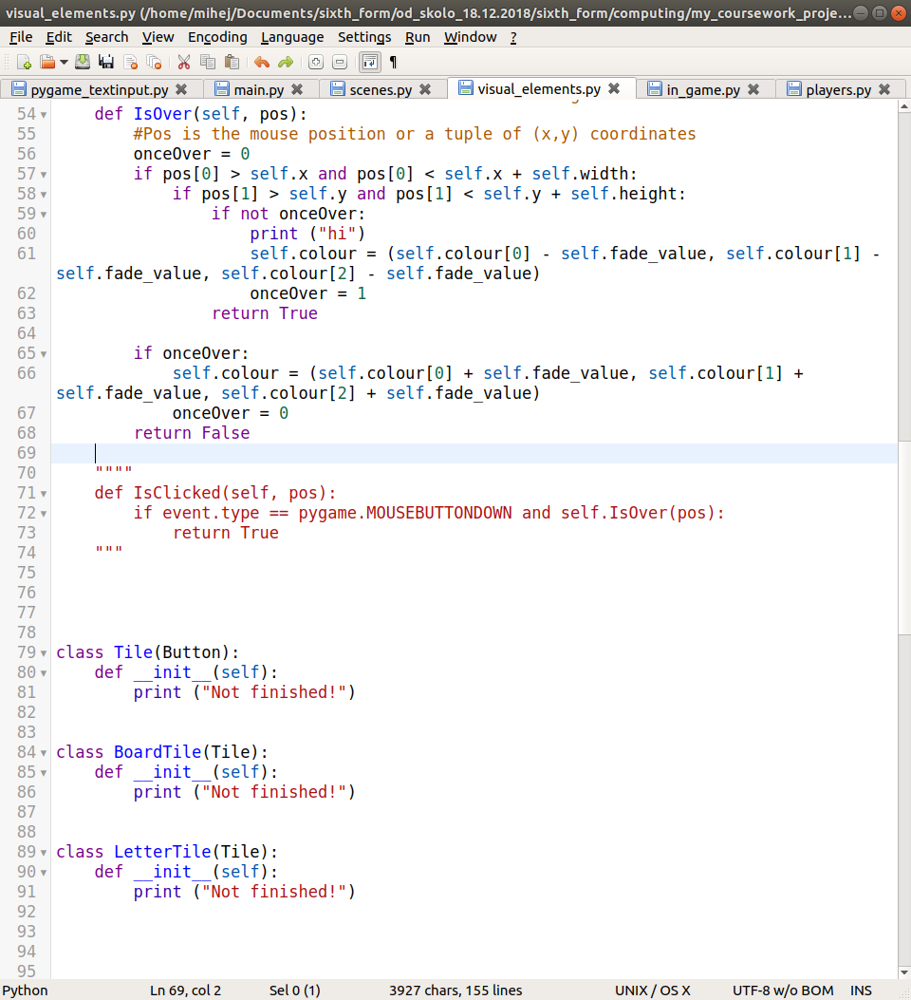 visual_elements.py (/home/mihej/Documents/sixth_form/od_skolo_18.12.2018/sixth_form/computing/my_coursework_proje...
File Edit Search View Encoding Language Settings Run Window ?
pygame_textinput.py main.py scenes.py visual_elements.py in_game.py players.py
54     def IsOver(self, pos):
55         #Pos is the mouse position or a tuple of (x,y) coordinates
56         onceOver = 0
57         if pos[0] > self.x and pos[0] < self.x + self.width:
58             if pos[1] > self.y and pos[1] < self.y + self.height:
59                 if not onceOver:
60                     print ("hi")
61                     self.colour = (self.colour[0] - self.fade_value, self.colour[1] -
self.fade_value, self.colour[2] - self.fade_value)
62                     onceOver = 1
63                 return True
64
65         if onceOver:
66             self.colour = (self.colour[0] + self.fade_value, self.colour[1] +
self.fade_value, self.colour[2] + self.fade_value)
67             onceOver = 0
68         return False
69
70     """"
71     def IsClicked(self, pos):
72         if event.type == pygame.MOUSEBUTTONDOWN and self.IsOver(pos):
73             return True
74     """
75
76
77
78
79 class Tile(Button):
80     def __init__(self):
81         print ("Not finished!")
82
83
84 class BoardTile(Tile):
85     def __init__(self):
86         print ("Not finished!")
87
88
89 class LetterTile(Tile):
90     def __init__(self):
91         print ("Not finished!")
92
93
94
95
Python Ln 69, col 2 Sel 0 (1) 3927 chars, 155 lines UNIX / OS X UTF-8 w/o BOM INS